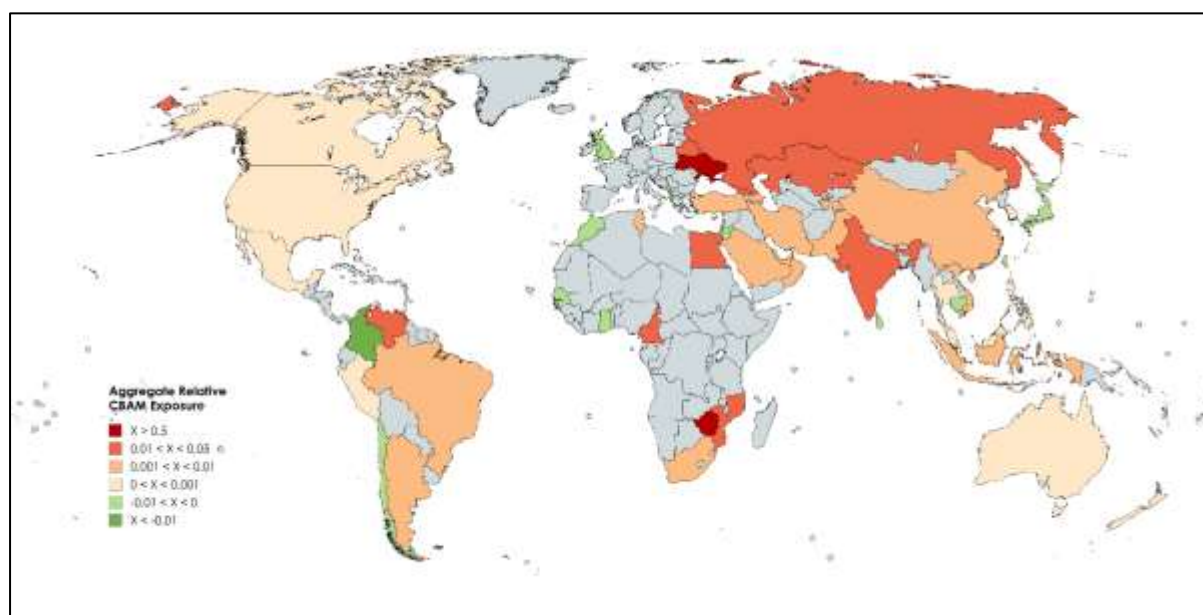 Aggregate Relative
CBAM Exposure
X > 0.5
0.01 < X < 0.05
0.001 < X < 0.01
0 < X < 0.001
-0.01 < X < 0
X < -0.01